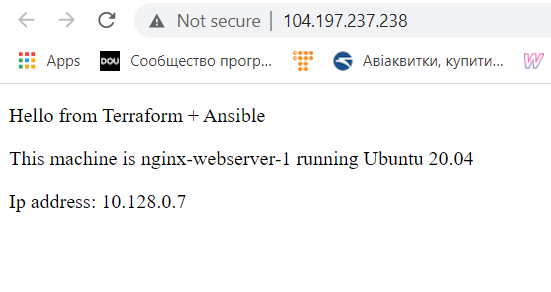 Not secure | 104.197.237.238
Apps DOU Сообщество прогр... Авіаквитки, купити...
Hello from Terraform + Ansible
This machine is nginx-webserver-1 running Ubuntu 20.04
Ip address: 10.128.0.7